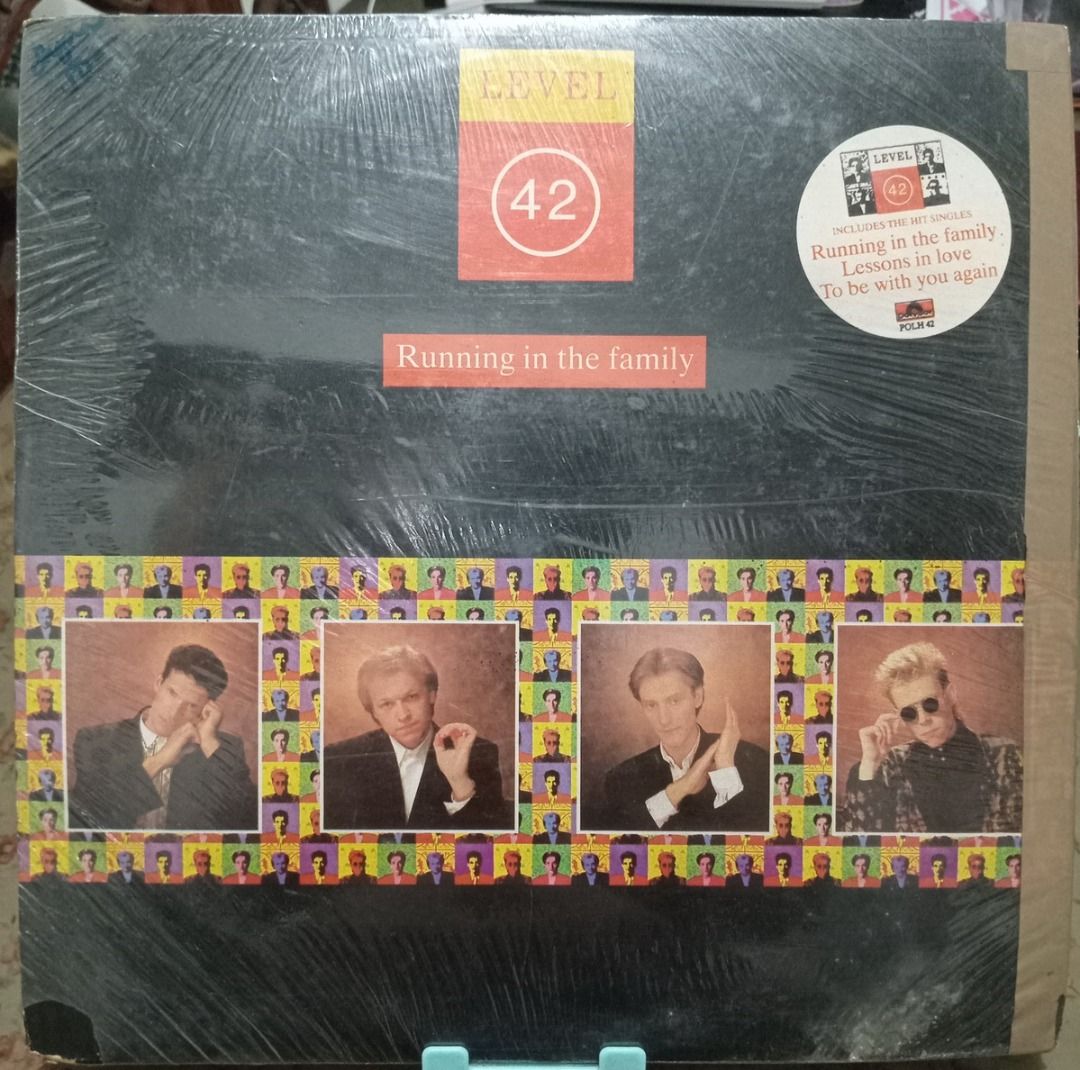 LEVEL
42
Running in the family
LEVEL
42
INCLUDES THE HIT SINGLES
Running in the family
Lessons in love
To be with you again
POLH 42